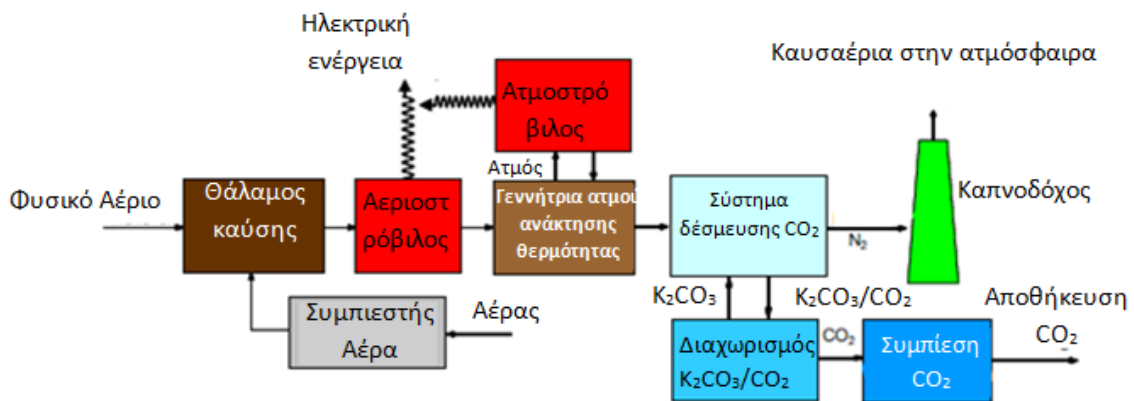 Ηλεκτρική
ενέργεια
Καυσαέρια στην ατμόσφαιρα
Ατμοστρό
βιλος
Ατμός
Φυσικό Αέριο
Θάλαμος
καύσης
Αεριοστ
ρόβιλος
Γεννήτρια ατμού
ανάκτησης
θερμότητας
Σύστημα
δέσμευσης CO₂
N₂
Καπνοδόχος
Συμπιεστής
Αέρα
Αέρας
K₂CO₃
K₂CO₃/CO₂
Διαχωρισμός
K₂CO₃/CO₂
CO₂
Συμπίεση
CO₂
Αποθήκευση
CO₂